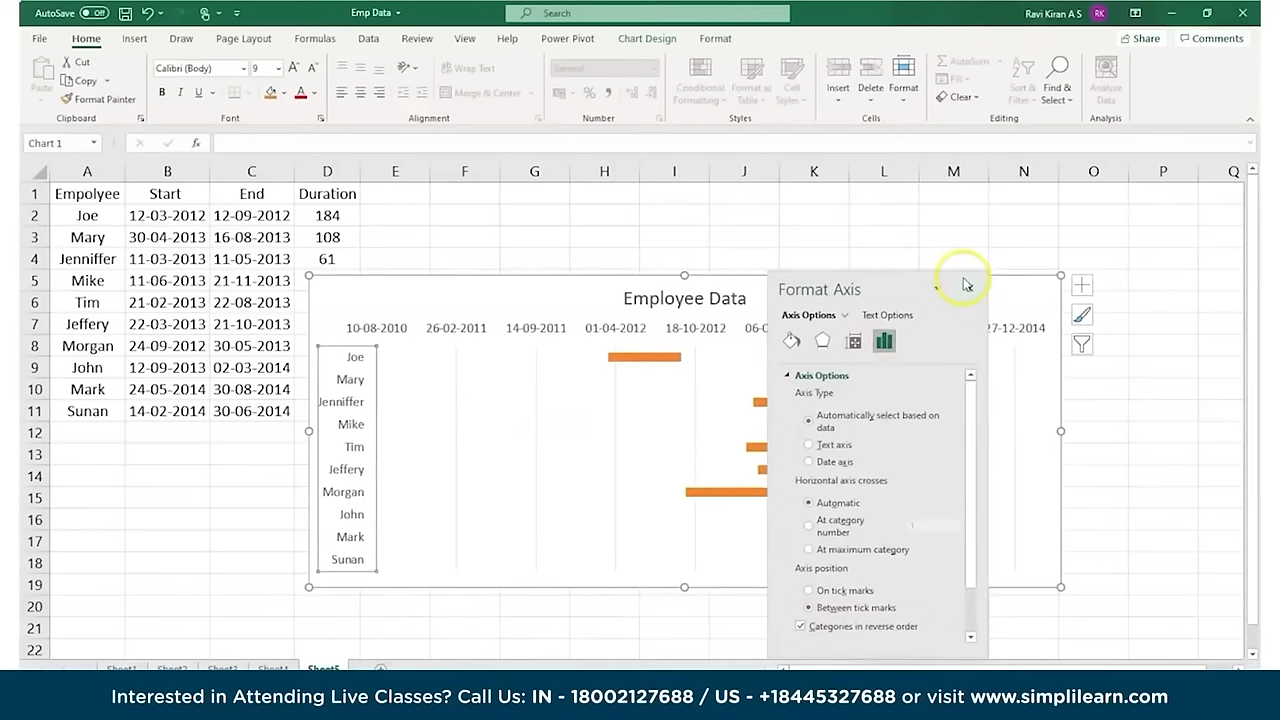 AutoSave Off Emp Data Search Ravi Kiran A S RK
File Home Insert Draw Page Layout Formulas Data Review View Help Power Pivot Chart Design Format Share Comments
Paste Cut Copy Format Painter
Clipboard
Calibri (Body) 9
B I U A
Font
Wrap Text
Merge & Center
Alignment
General
%
Number
Conditional Formatting Format as Table Cell Styles
Styles
Insert Delete Format
Cells
AutoSum
Fill
Clear
Sort & Filter Find & Select
Editing
Analyse Data
Analysis
Chart 1 fx
A B C D E F G H I J K L M N O P Q
1 Empolyee Start End Duration
2 Joe 12-03-2012 12-09-2012 184
3 Mary 30-04-2013 16-08-2013 108
4 Jenniffer 11-03-2013 11-05-2013 61
5 Mike 11-06-2013 21-11-2013
6 Tim 21-02-2013 22-08-2013
7 Jeffery 22-03-2013 21-10-2013
8 Morgan 24-09-2012 30-05-2013
9 John 12-09-2013 02-03-2014
10 Mark 24-05-2014 30-08-2014
11 Sunan 14-02-2014 30-06-2014
12
13
14
15
16
17
18
19
20
21
22
Employee Data
10-08-2010 26-02-2011 14-09-2011 01-04-2012 18-10-2012 06-0 27-12-2014
Joe
Mary
Jenniffer
Mike
Tim
Jeffery
Morgan
John
Mark
Sunan
Format Axis
Axis Options Text Options
Axis Options
Axis Type
Automatically select based on
data
Text axis
Date axis
Horizontal axis crosses
Automatic
At category
number 1
At maximum category
Axis position
On tick marks
Between tick marks
Categories in reverse order
Sheet1 Sheet2 Sheet3 Sheet4 Sheet5
Interested in Attending Live Classes? Call Us: IN - 18002127688 / US - +18445327688 or visit www.simplilearn.com